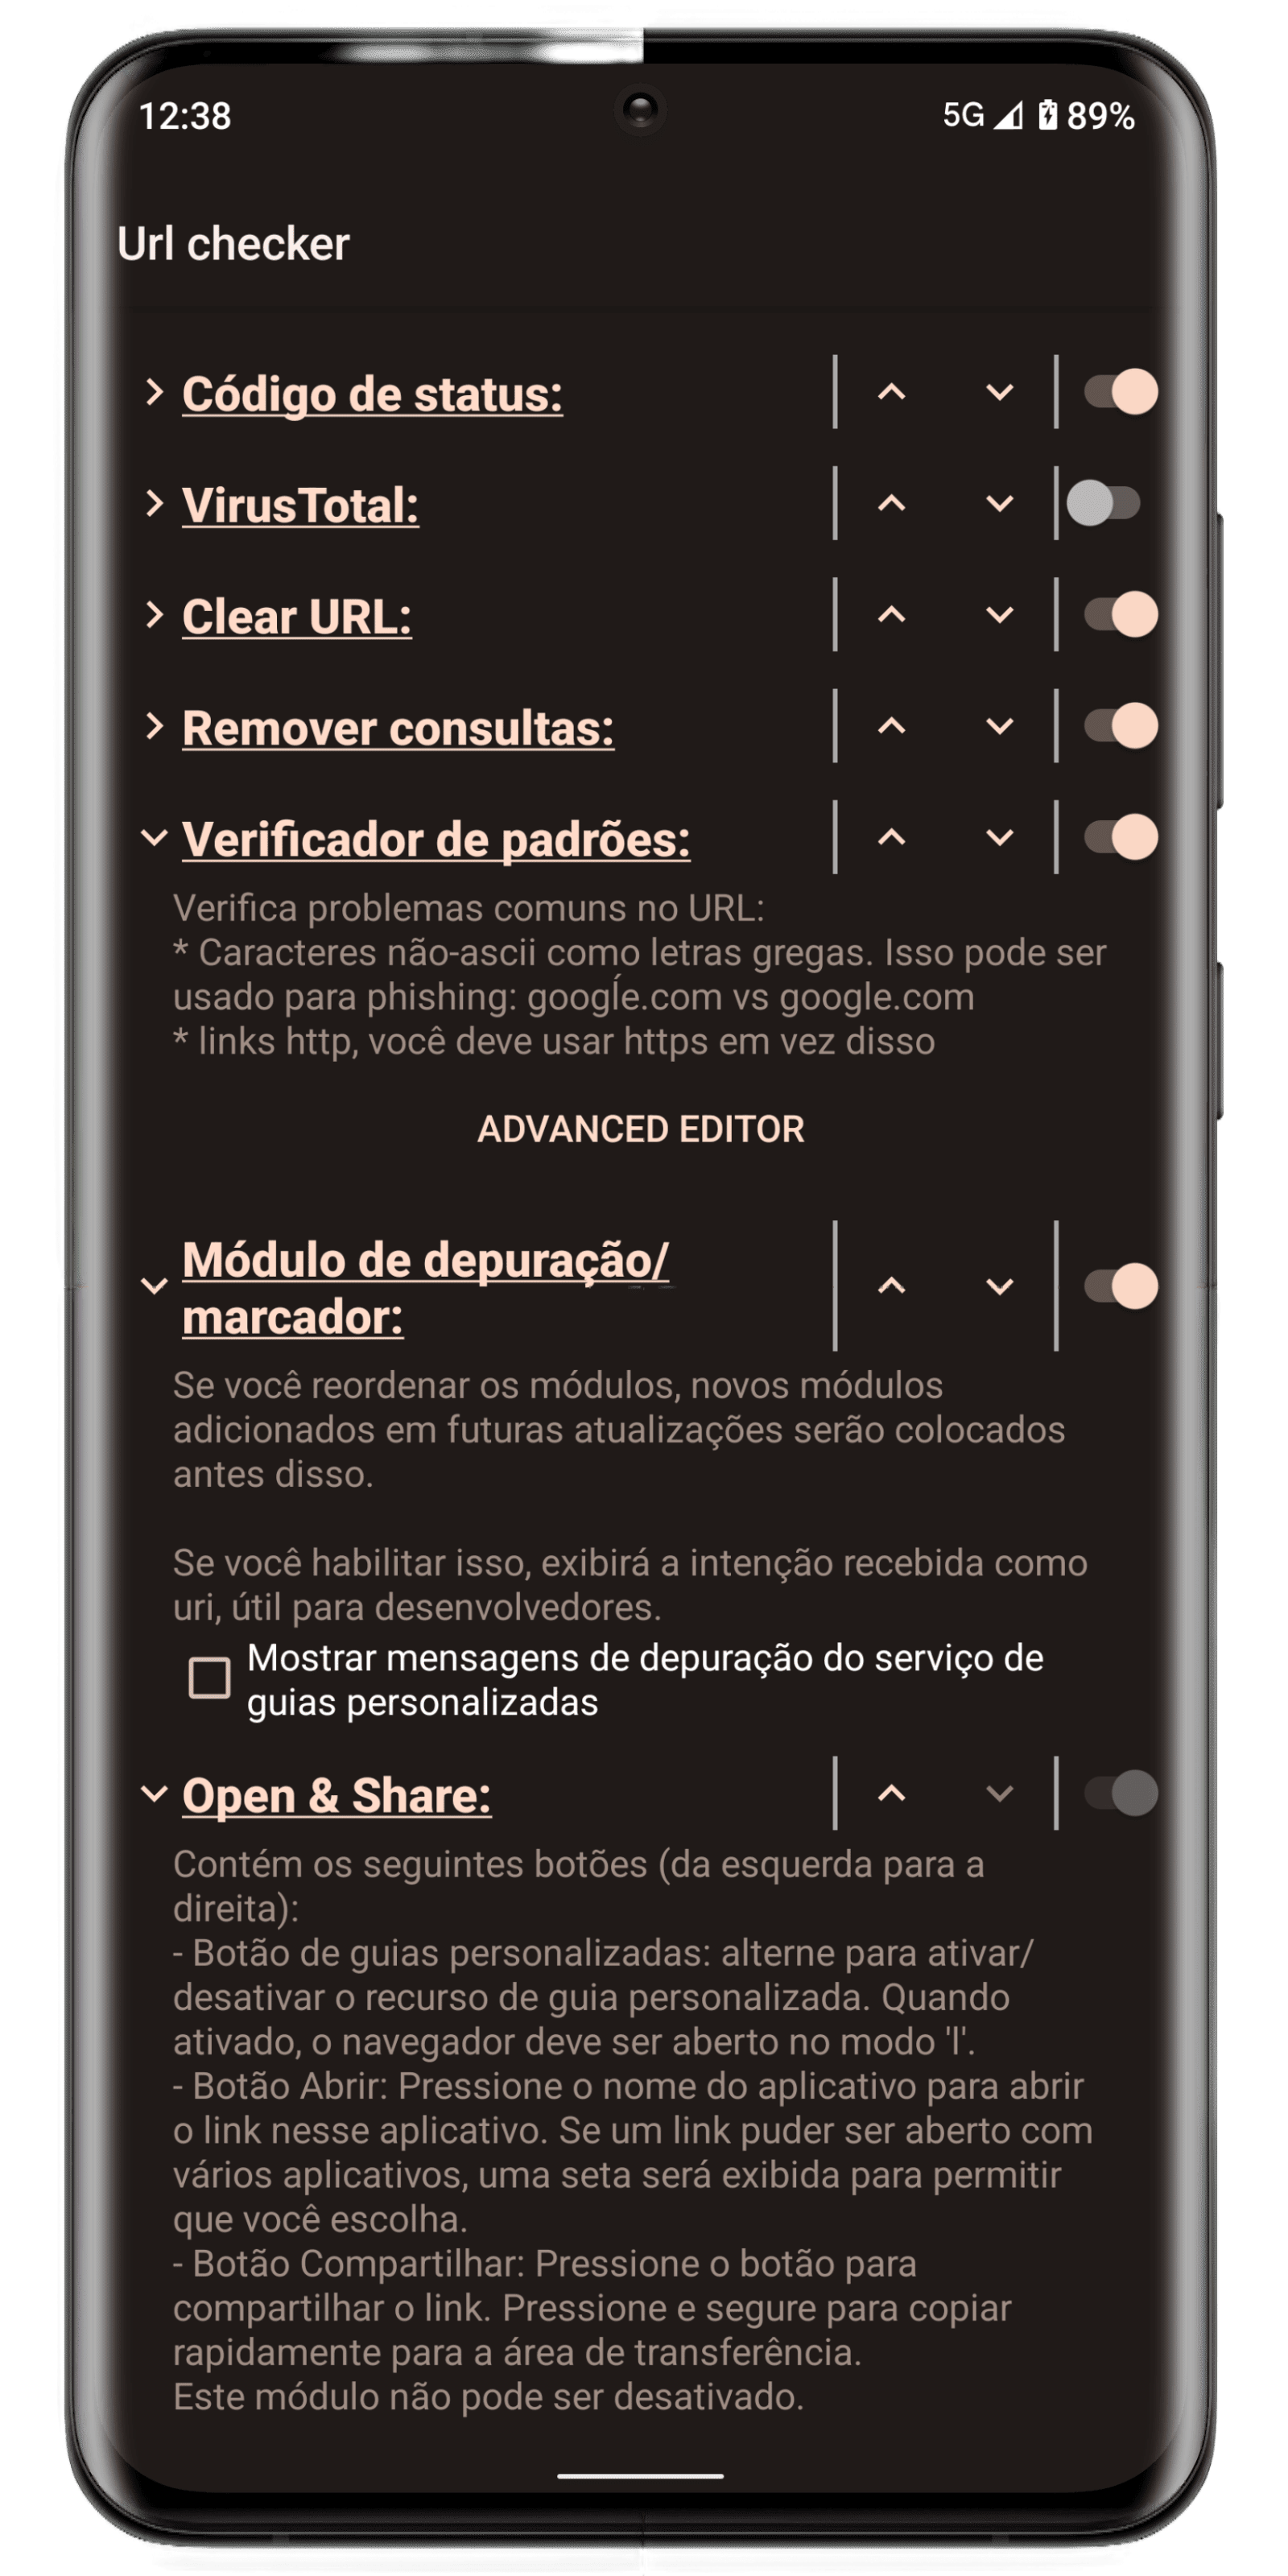 12:38
5G 89%
Url checker
Código de status:
VirusTotal:
Clear URL:
Remover consultas:
Verificador de padrões:
Verifica problemas comuns no URL:
* Caracteres não-ascii como letras gregas. Isso pode ser
usado para phishing: googĺe.com vs google.com
* links http, você deve usar https em vez disso
ADVANCED EDITOR
Módulo de depuração/
marcador:
Se você reordenar os módulos, novos módulos
adicionados em futuras atualizações serão colocados
antes disso.
Se você habilitar isso, exibirá a intenção recebida como
uri, útil para desenvolvedores.
Mostrar mensagens de depuração do serviço de
guias personalizadas
Open & Share:
Contém os seguintes botões (da esquerda para a
direita):
- Botão de guias personalizadas: alterne para ativar/
desativar o recurso de guia personalizada. Quando
ativado, o navegador deve ser aberto no modo 'l'.
- Botão Abrir: Pressione o nome do aplicativo para abrir
o link nesse aplicativo. Se um link puder ser aberto com
vários aplicativos, uma seta será exibida para permitir
que você escolha.
- Botão Compartilhar: Pressione o botão para
compartilhar o link. Pressione e segure para copiar
rapidamente para a área de transferência.
Este módulo não pode ser desativado.